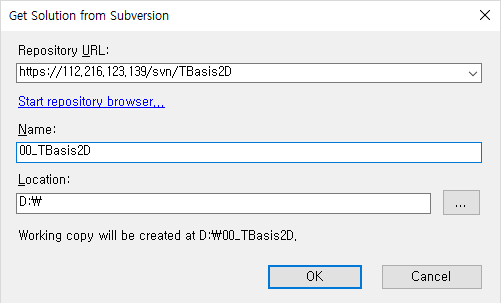 Get Solution from Subversion
Repository URL:
https://112.216.123.139/svn/TBasis2D
Start repository browser...
Name:
00_TBasis2D
Location:
D:₩
...
Working copy will be created at D:₩00_TBasis2D.
OK
Cancel